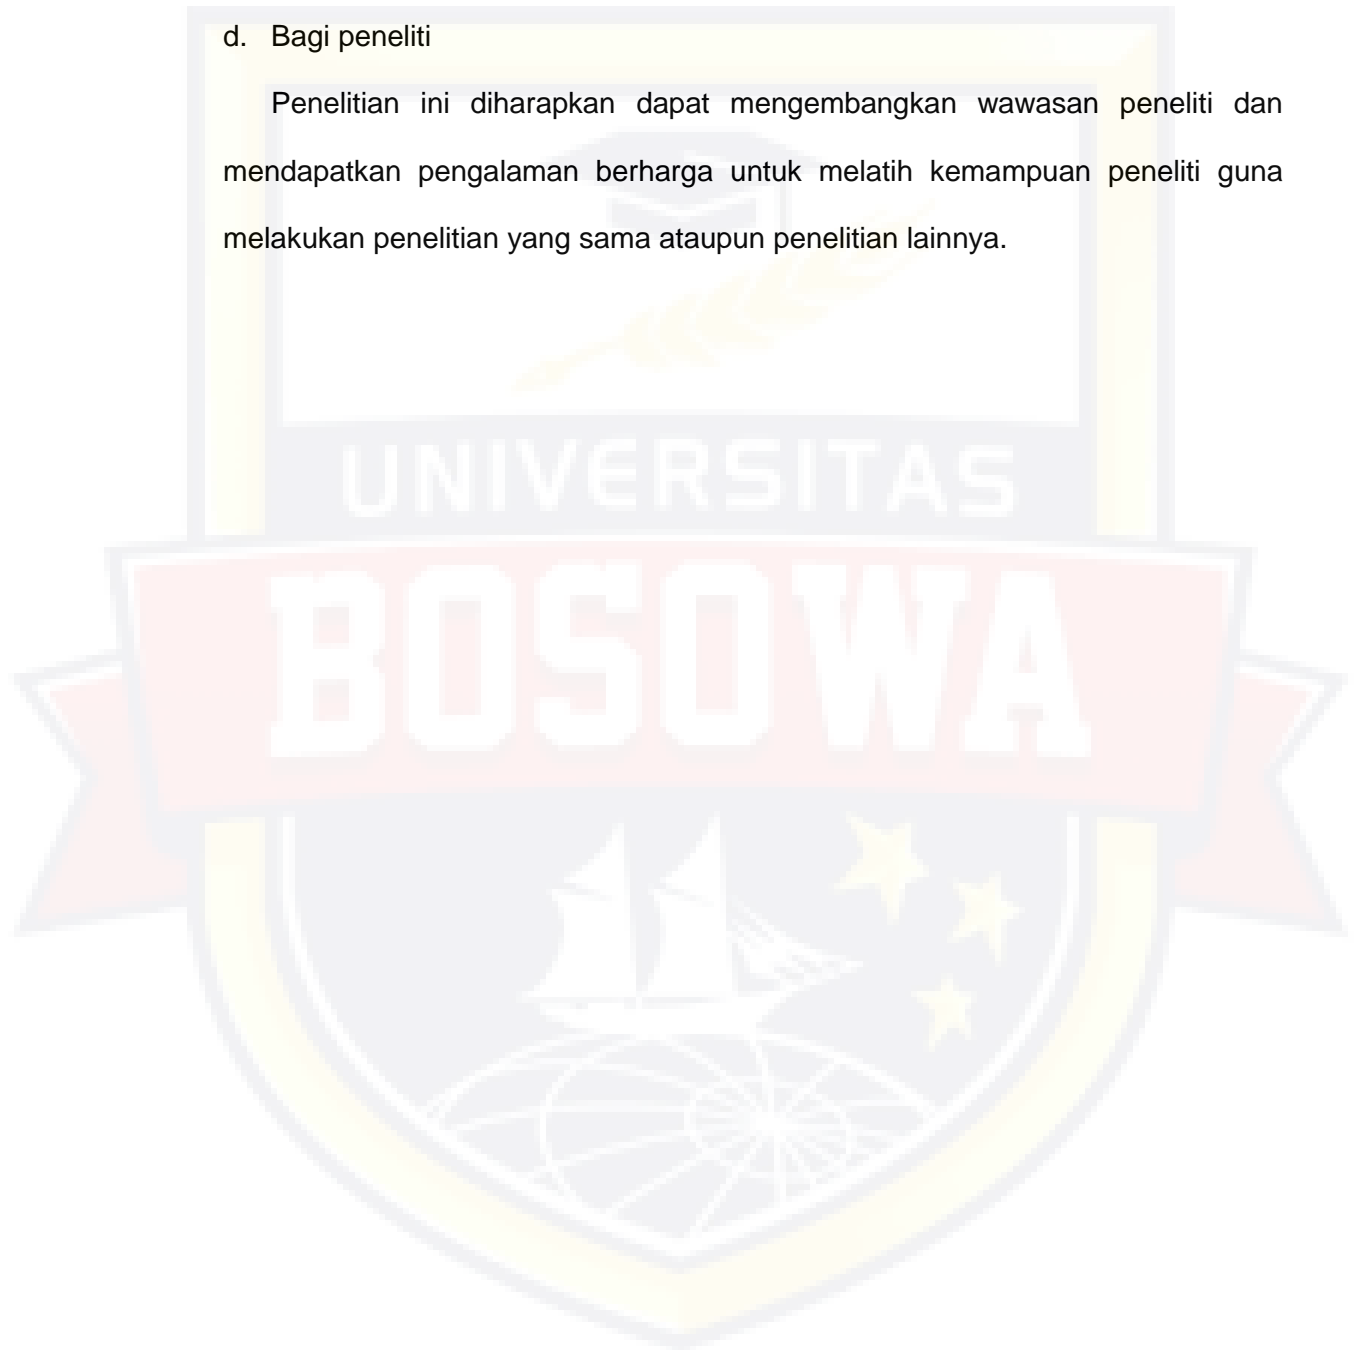 d. Bagi peneliti
Penelitian ini diharapkan dapat mengembangkan wawasan peneliti dan
mendapatkan pengalaman berharga untuk melatih kemampuan peneliti guna
melakukan penelitian yang sama ataupun penelitian lainnya.
UNIVERSITAS
BOSOWA